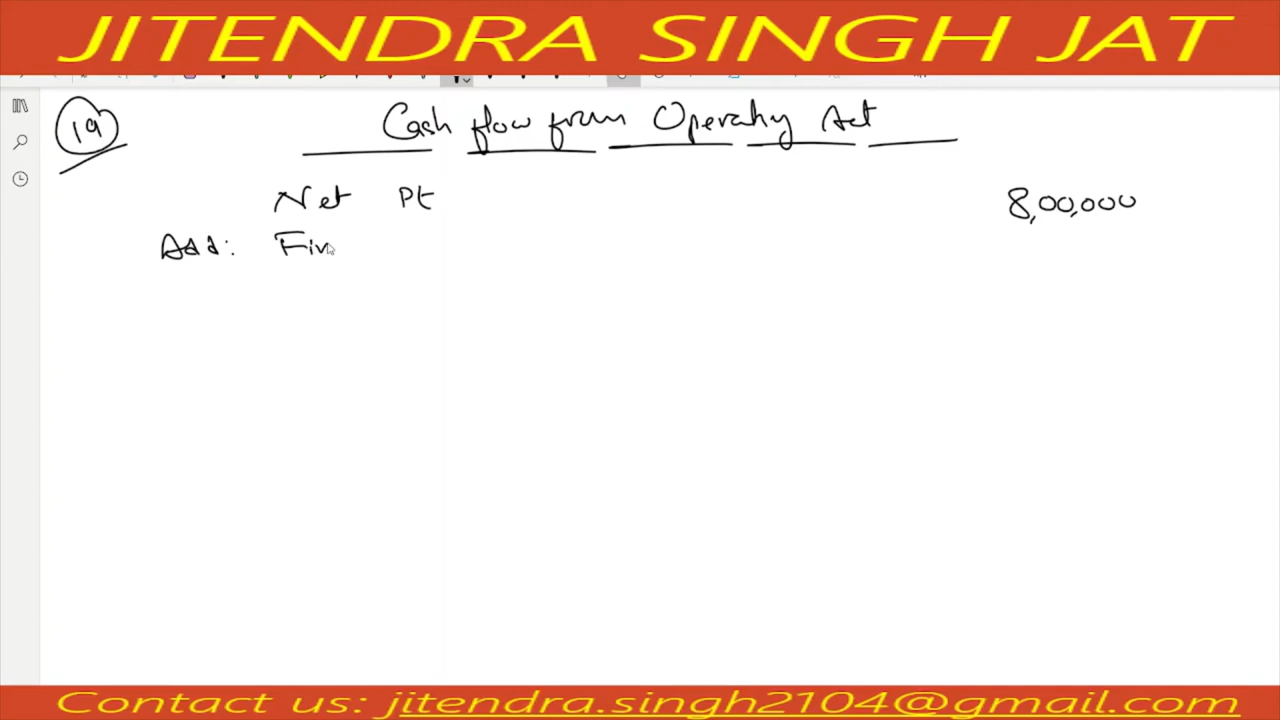 JITENDRA SINGH JAT
19
Cash flow from Operating Act
Net Pt 8,00,000
Add: Fin
Contact us: jitendra.singh2104@gmail.com